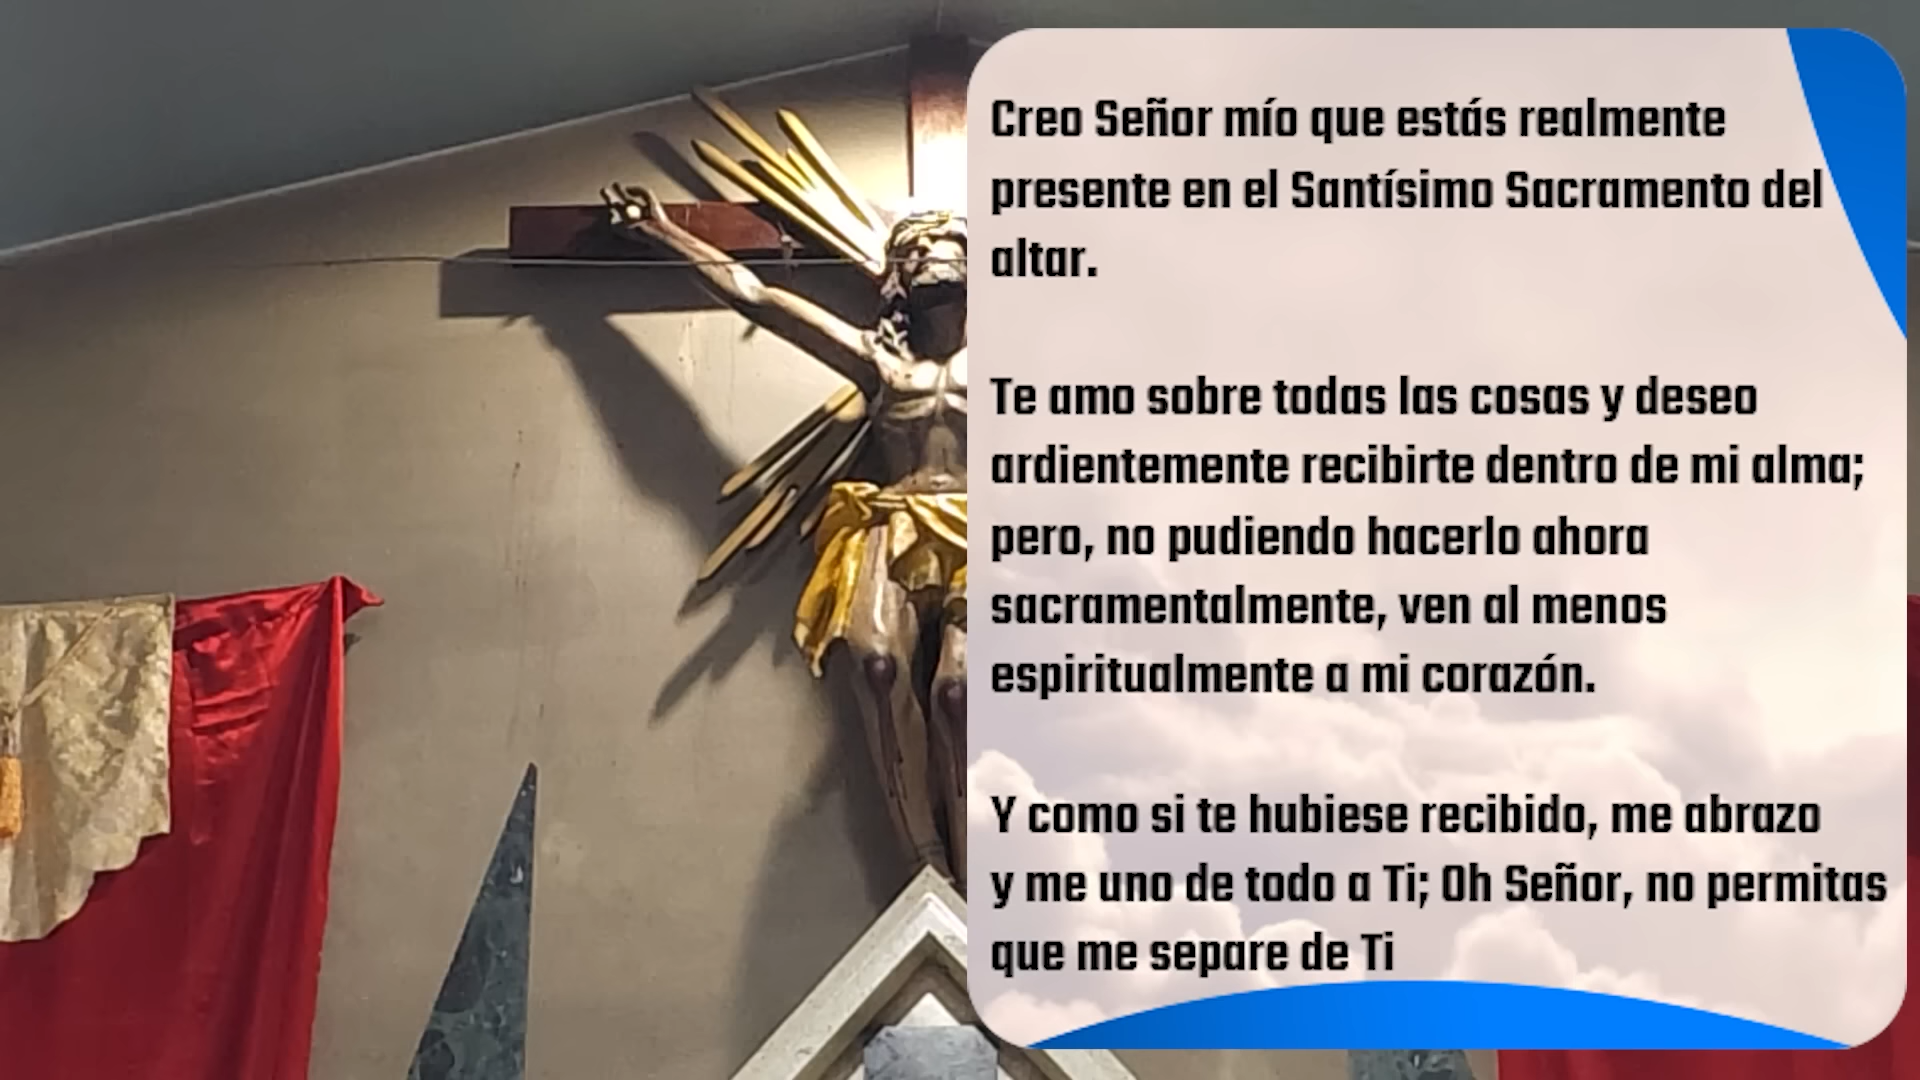 Creo Señor mío que estás realmente
presente en el Santísimo Sacramento del
altar.
Te amo sobre todas las cosas y deseo
ardientemente recibirte dentro de mi alma;
pero, no pudiendo hacerlo ahora
sacramentalmente, ven al menos
espiritualmente a mi corazón.
Y como si te hubiese recibido, me abrazo
y me uno de todo a Ti; Oh Señor, no permitas
que me separe de Ti